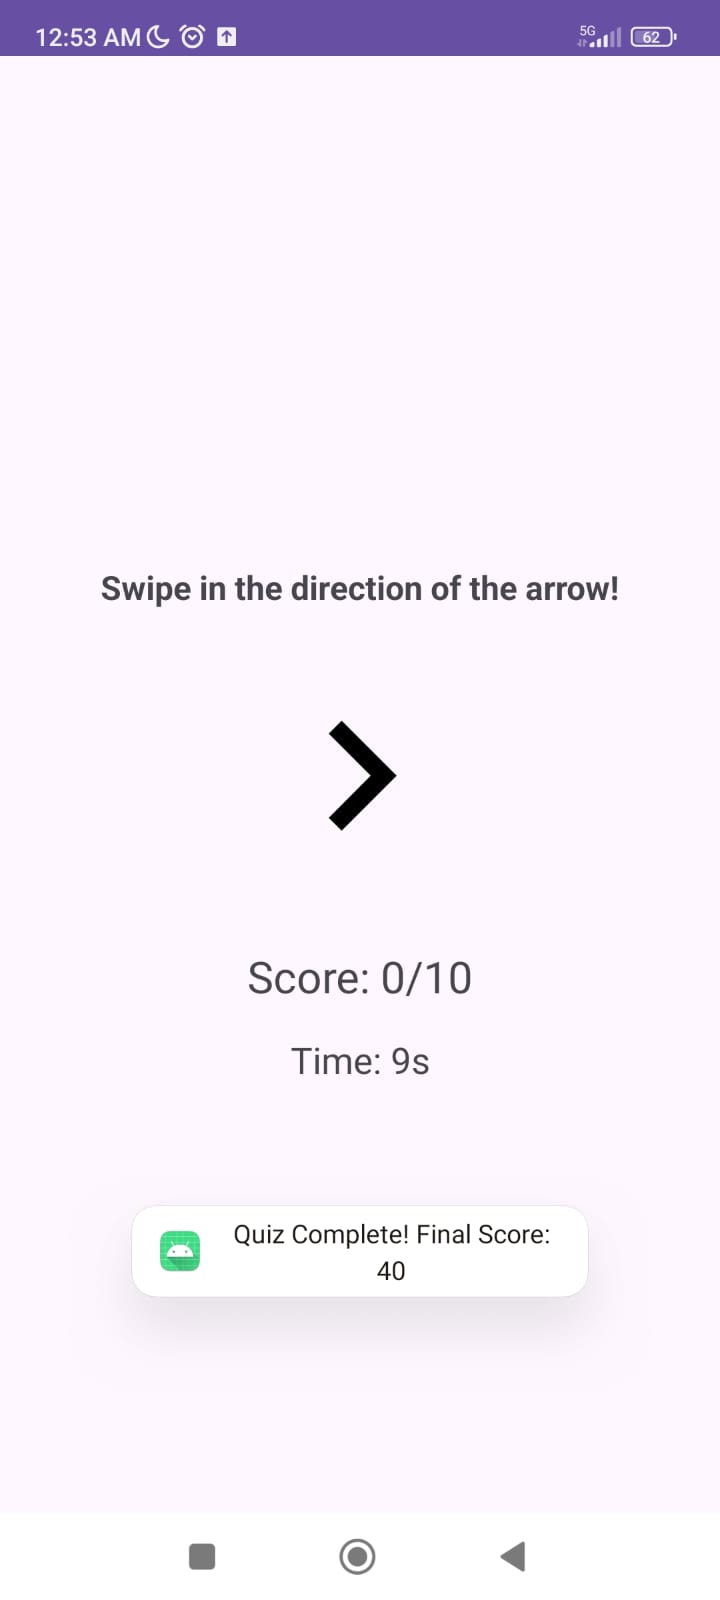 12:53 AM
5G
62
Swipe in the direction of the arrow!
Score: 0/10
Time: 9s
Quiz Complete! Final Score:
40